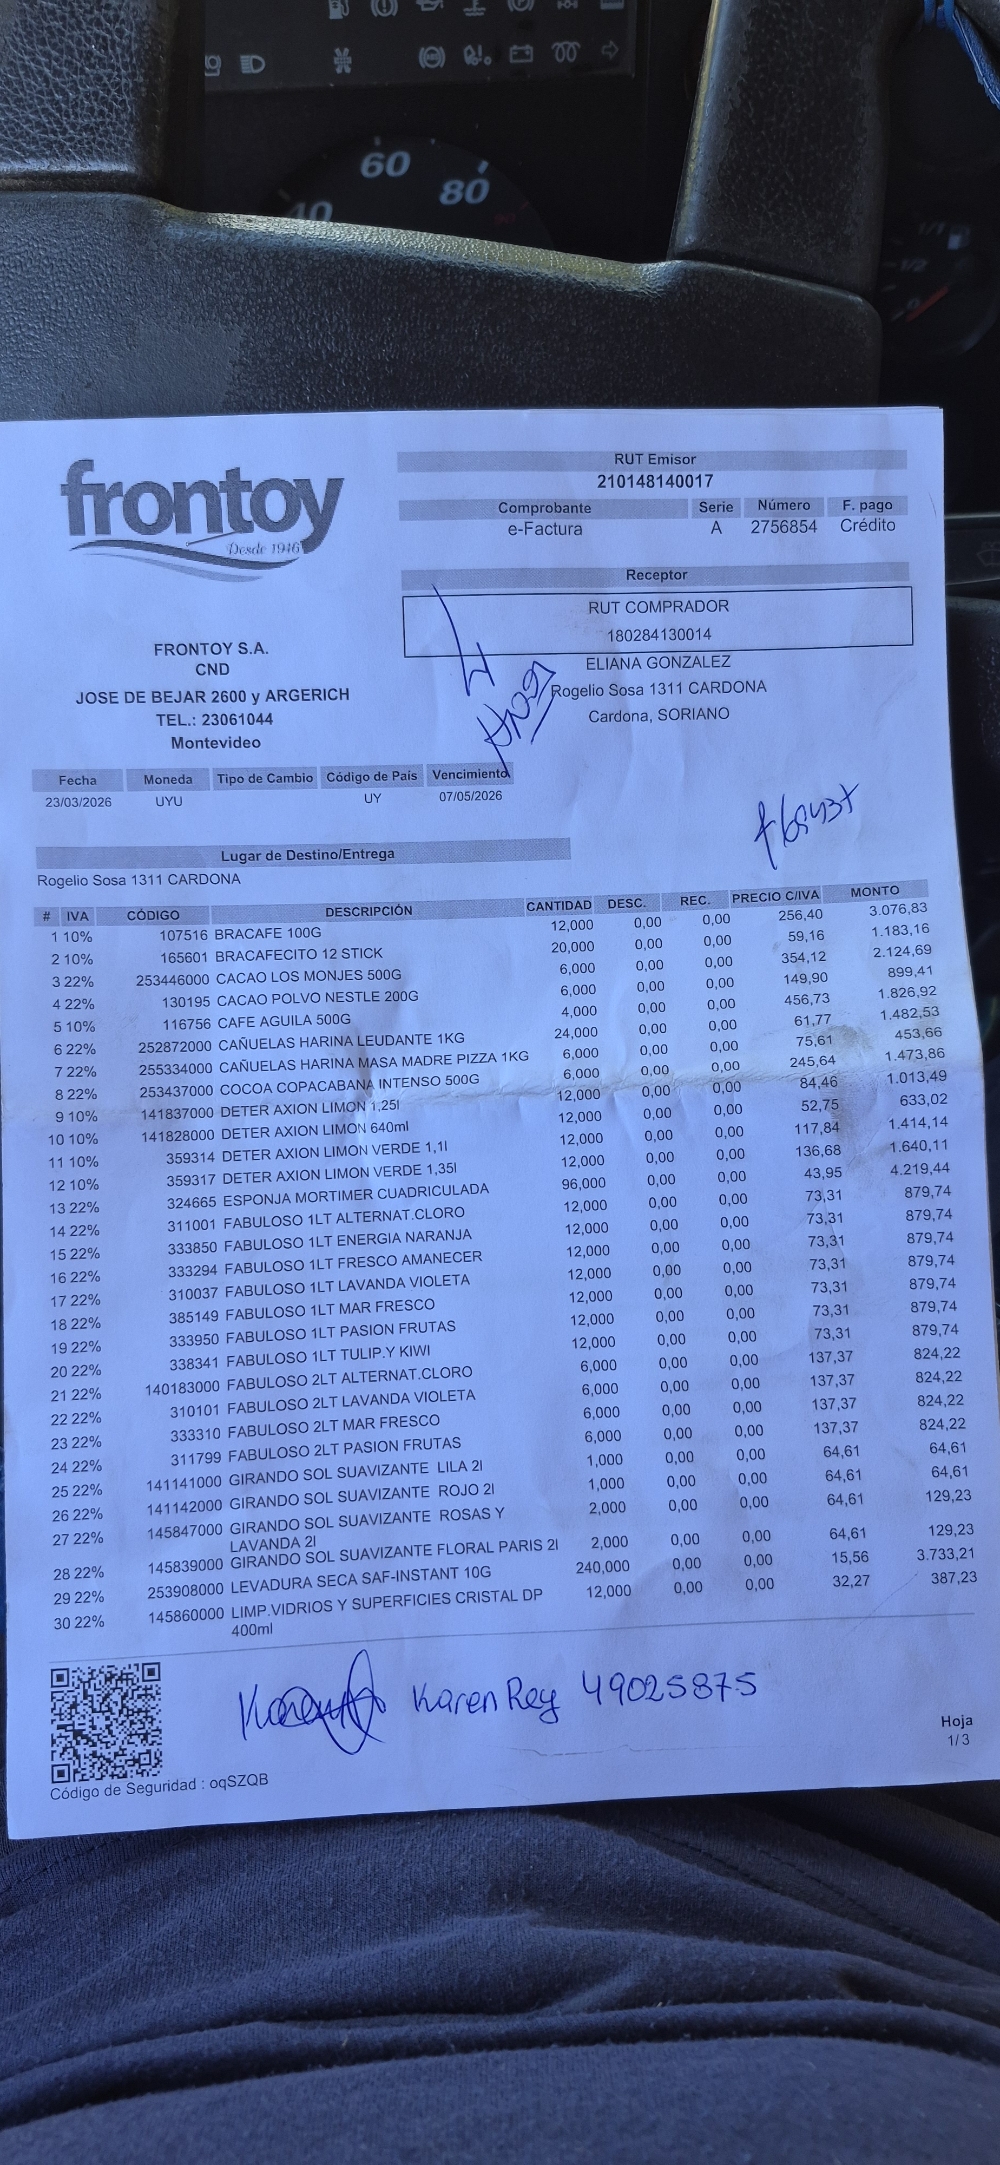 60
80
40
1/1
1/2
0
frontoy
Desde 1946
RUT Emisor
210148140017
Comprobante Serie Número F. pago
e-Factura A 2756854 Crédito
Receptor
RUT COMPRADOR
180284130014
ELIANA GONZALEZ
Rogelio Sosa 1311 CARDONA
Cardona, SORIANO
FRONTOY S.A.
CND
JOSE DE BEJAR 2600 y ARGERICH
TEL.: 23061044
Montevideo
Fecha Moneda Tipo de Cambio Código de País Vencimiento
23/03/2026 UYU UY 07/05/2026
Lugar de Destino/Entrega
Rogelio Sosa 1311 CARDONA
# IVA CÓDIGO DESCRIPCIÓN CANTIDAD DESC. REC. PRECIO C/IVA MONTO
1 10% 107516 BRACAFE 100G 12,000 0,00 0,00 256,40 3.076,83
2 10% 165601 BRACAFECITO 12 STICK 20,000 0,00 0,00 59,16 1.183,16
3 22% 253446000 CACAO LOS MONJES 500G 6,000 0,00 0,00 354,12 2.124,69
4 22% 130195 CACAO POLVO NESTLE 200G 6,000 0,00 0,00 149,90 899,41
5 10% 116756 CAFE AGUILA 500G 4,000 0,00 0,00 456,73 1.826,92
6 22% 252872000 CAÑUELAS HARINA LEUDANTE 1KG 24,000 0,00 0,00 61,77 1.482,53
7 22% 255334000 CAÑUELAS HARINA MASA MADRE PIZZA 1KG 6,000 0,00 0,00 75,61 453,66
8 22% 253437000 COCOA COPACABANA INTENSO 500G 6,000 0,00 0,00 245,64 1.473,86
9 10% 141837000 DETER AXION LIMON 1,25l 12,000 0,00 0,00 84,46 1.013,49
10 10% 141828000 DETER AXION LIMON 640ml 12,000 0,00 0,00 52,75 633,02
11 10% 359314 DETER AXION LIMON VERDE 1,1l 12,000 0,00 0,00 117,84 1.414,14
12 10% 359317 DETER AXION LIMON VERDE 1,35l 12,000 0,00 0,00 136,68 1.640,11
13 22% 324665 ESPONJA MORTIMER CUADRICULADA 96,000 0,00 0,00 43,95 4.219,44
14 22% 311001 FABULOSO 1LT ALTERNAT.CLORO 12,000 0,00 0,00 73,31 879,74
15 22% 333850 FABULOSO 1LT ENERGIA NARANJA 12,000 0,00 0,00 73,31 879,74
16 22% 333294 FABULOSO 1LT FRESCO AMANECER 12,000 0,00 0,00 73,31 879,74
17 22% 310037 FABULOSO 1LT LAVANDA VIOLETA 12,000 0,00 0,00 73,31 879,74
18 22% 385149 FABULOSO 1LT MAR FRESCO 12,000 0,00 0,00 73,31 879,74
19 22% 333950 FABULOSO 1LT PASION FRUTAS 12,000 0,00 0,00 73,31 879,74
20 22% 338341 FABULOSO 1LT TULIP.Y KIWI 12,000 0,00 0,00 73,31 879,74
21 22% 140183000 FABULOSO 2LT ALTERNAT.CLORO 6,000 0,00 0,00 137,37 824,22
22 22% 310101 FABULOSO 2LT LAVANDA VIOLETA 6,000 0,00 0,00 137,37 824,22
23 22% 333310 FABULOSO 2LT MAR FRESCO 6,000 0,00 0,00 137,37 824,22
24 22% 311799 FABULOSO 2LT PASION FRUTAS 6,000 0,00 0,00 137,37 824,22
25 22% 141141000 GIRANDO SOL SUAVIZANTE LILA 2l 1,000 0,00 0,00 64,61 64,61
26 22% 141142000 GIRANDO SOL SUAVIZANTE ROJO 2l 1,000 0,00 0,00 64,61 64,61
27 22% 145847000 GIRANDO SOL SUAVIZANTE ROSAS Y 2,000 0,00 0,00 64,61 129,23
LAVANDA 2l
28 22% 145839000 GIRANDO SOL SUAVIZANTE FLORAL PARIS 2l 2,000 0,00 0,00 64,61 129,23
29 22% 253908000 LEVADURA SECA SAF-INSTANT 10G 240,000 0,00 0,00 15,56 3.733,21
30 22% 145860000 LIMP.VIDRIOS Y SUPERFICIES CRISTAL DP 12,000 0,00 0,00 32,27 387,23
400ml
Karen Rey 49025875
Hoja
1/3
Código de Seguridad : oqSZQB